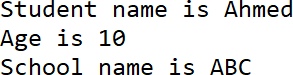 Student name is Ahmed
Age is 10
School name is ABC